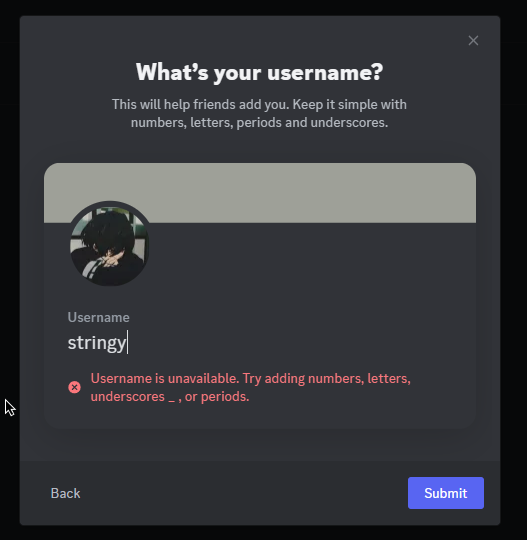 What's your username?
This will help friends add you. Keep it simple with
numbers, letters, periods and underscores.
Username
stringy
Username is unavailable. Try adding numbers, letters,
underscores _ , or periods.
Back
Submit